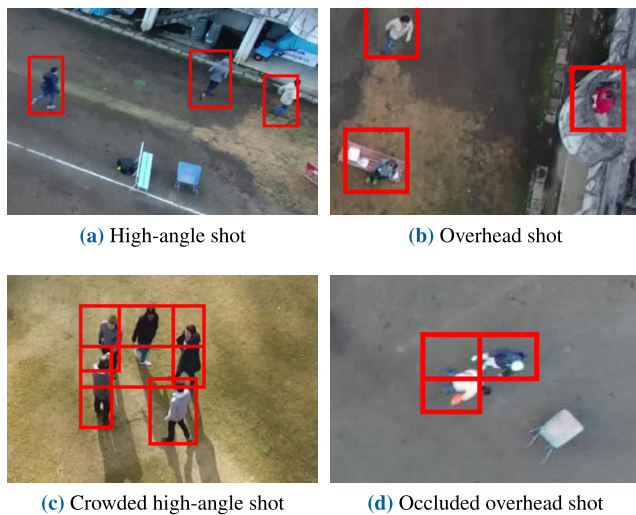 (a) High-angle shot
(b) Overhead shot
(c) Crowded high-angle shot
(d) Occluded overhead shot